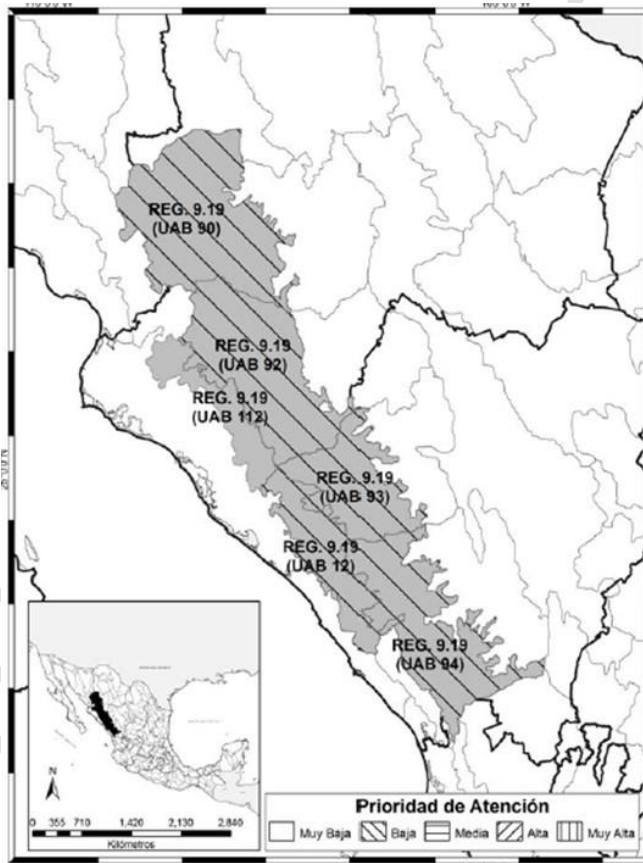 REG. 9.19
(UAB 90)
REG. 9.19
(UAB 92)
REG. 9.19
(UAB 112)
REG. 9.19
(UAB 93)
REG. 9.19
(UAB 12)
REG. 9.19
(UAB 94)
N
0 355 710 1,420 2,130 2,840
Kilómetros
Prioridad de Atención
Muy Baja Baja Media Alta Muy Alta